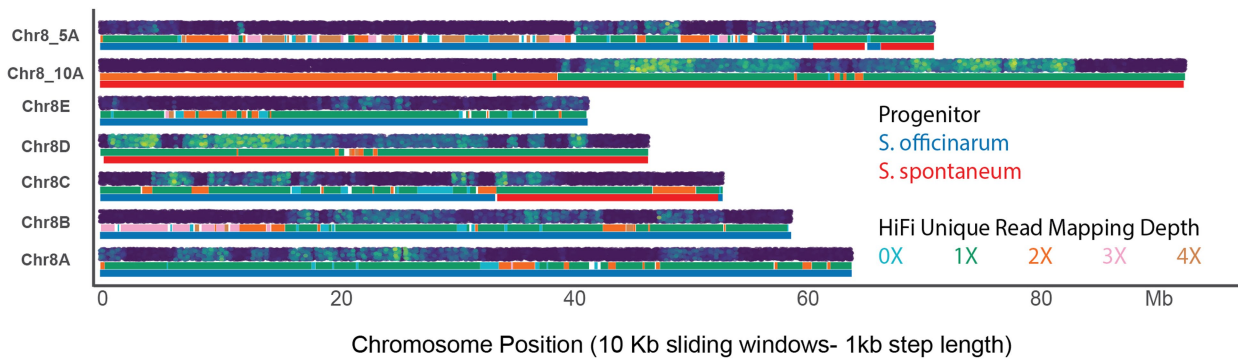 Chr8_5A
Chr8_10A
Chr8E
Chr8D
Chr8C
Chr8B
Chr8A
Progenitor
S. officinarum
S. spontaneum
HiFi Unique Read Mapping Depth
0X 1X 2X 3X 4X
0 20 40 60 80 Mb
Chromosome Position (10 Kb sliding windows- 1kb step length)